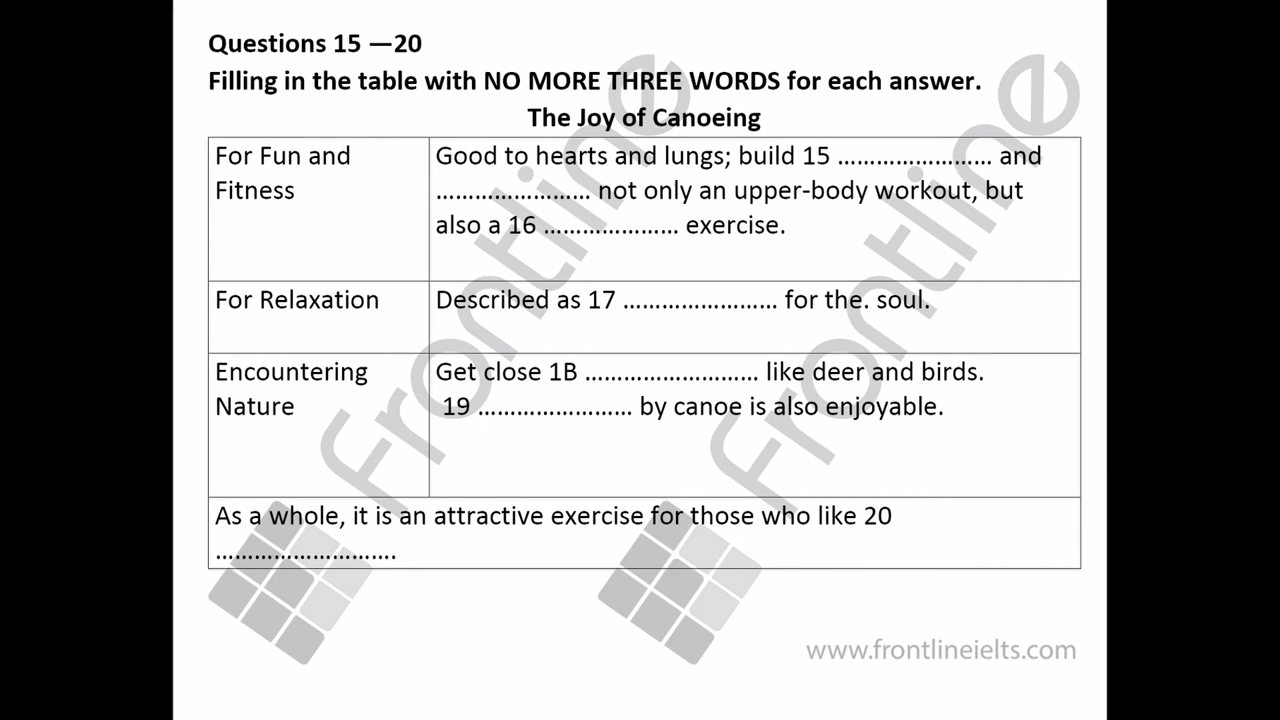 Questions 15 —20
Filling in the table with NO MORE THREE WORDS for each answer.
The Joy of Canoeing
For Fun and
Fitness
Good to hearts and lungs; build 15 ........................ and
........................ not only an upper-body workout, but
also a 16 ..................... exercise.
For Relaxation
Described as 17 ........................ for the. soul.
Encountering
Nature
Get close 1B ........................... like deer and birds.
19 ........................ by canoe is also enjoyable.
As a whole, it is an attractive exercise for those who like 20
............................
frontline
frontline
www.frontlineielts.com